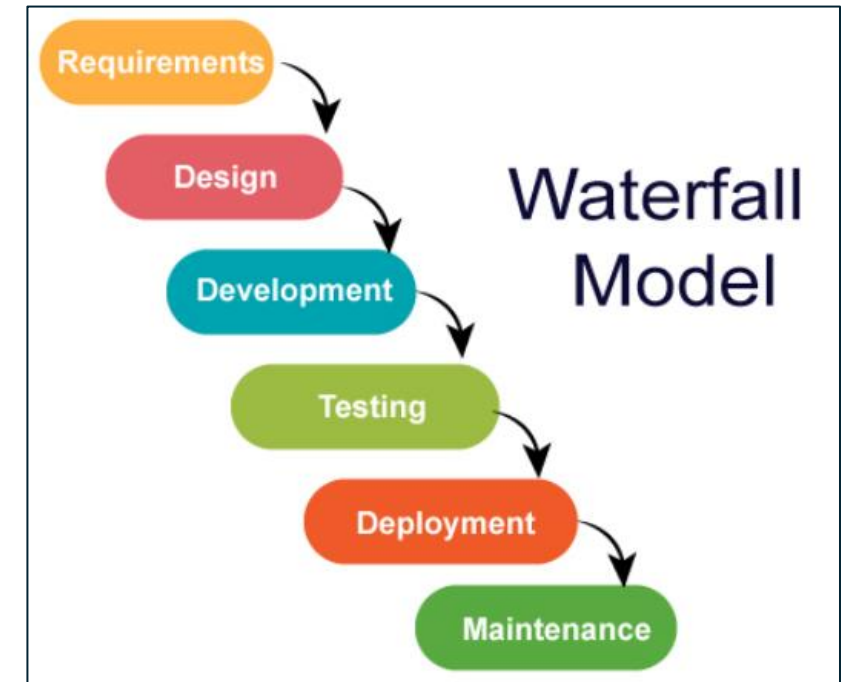 Requirements
Design
Waterfall
Model
Development
Testing
Deployment
Maintenance